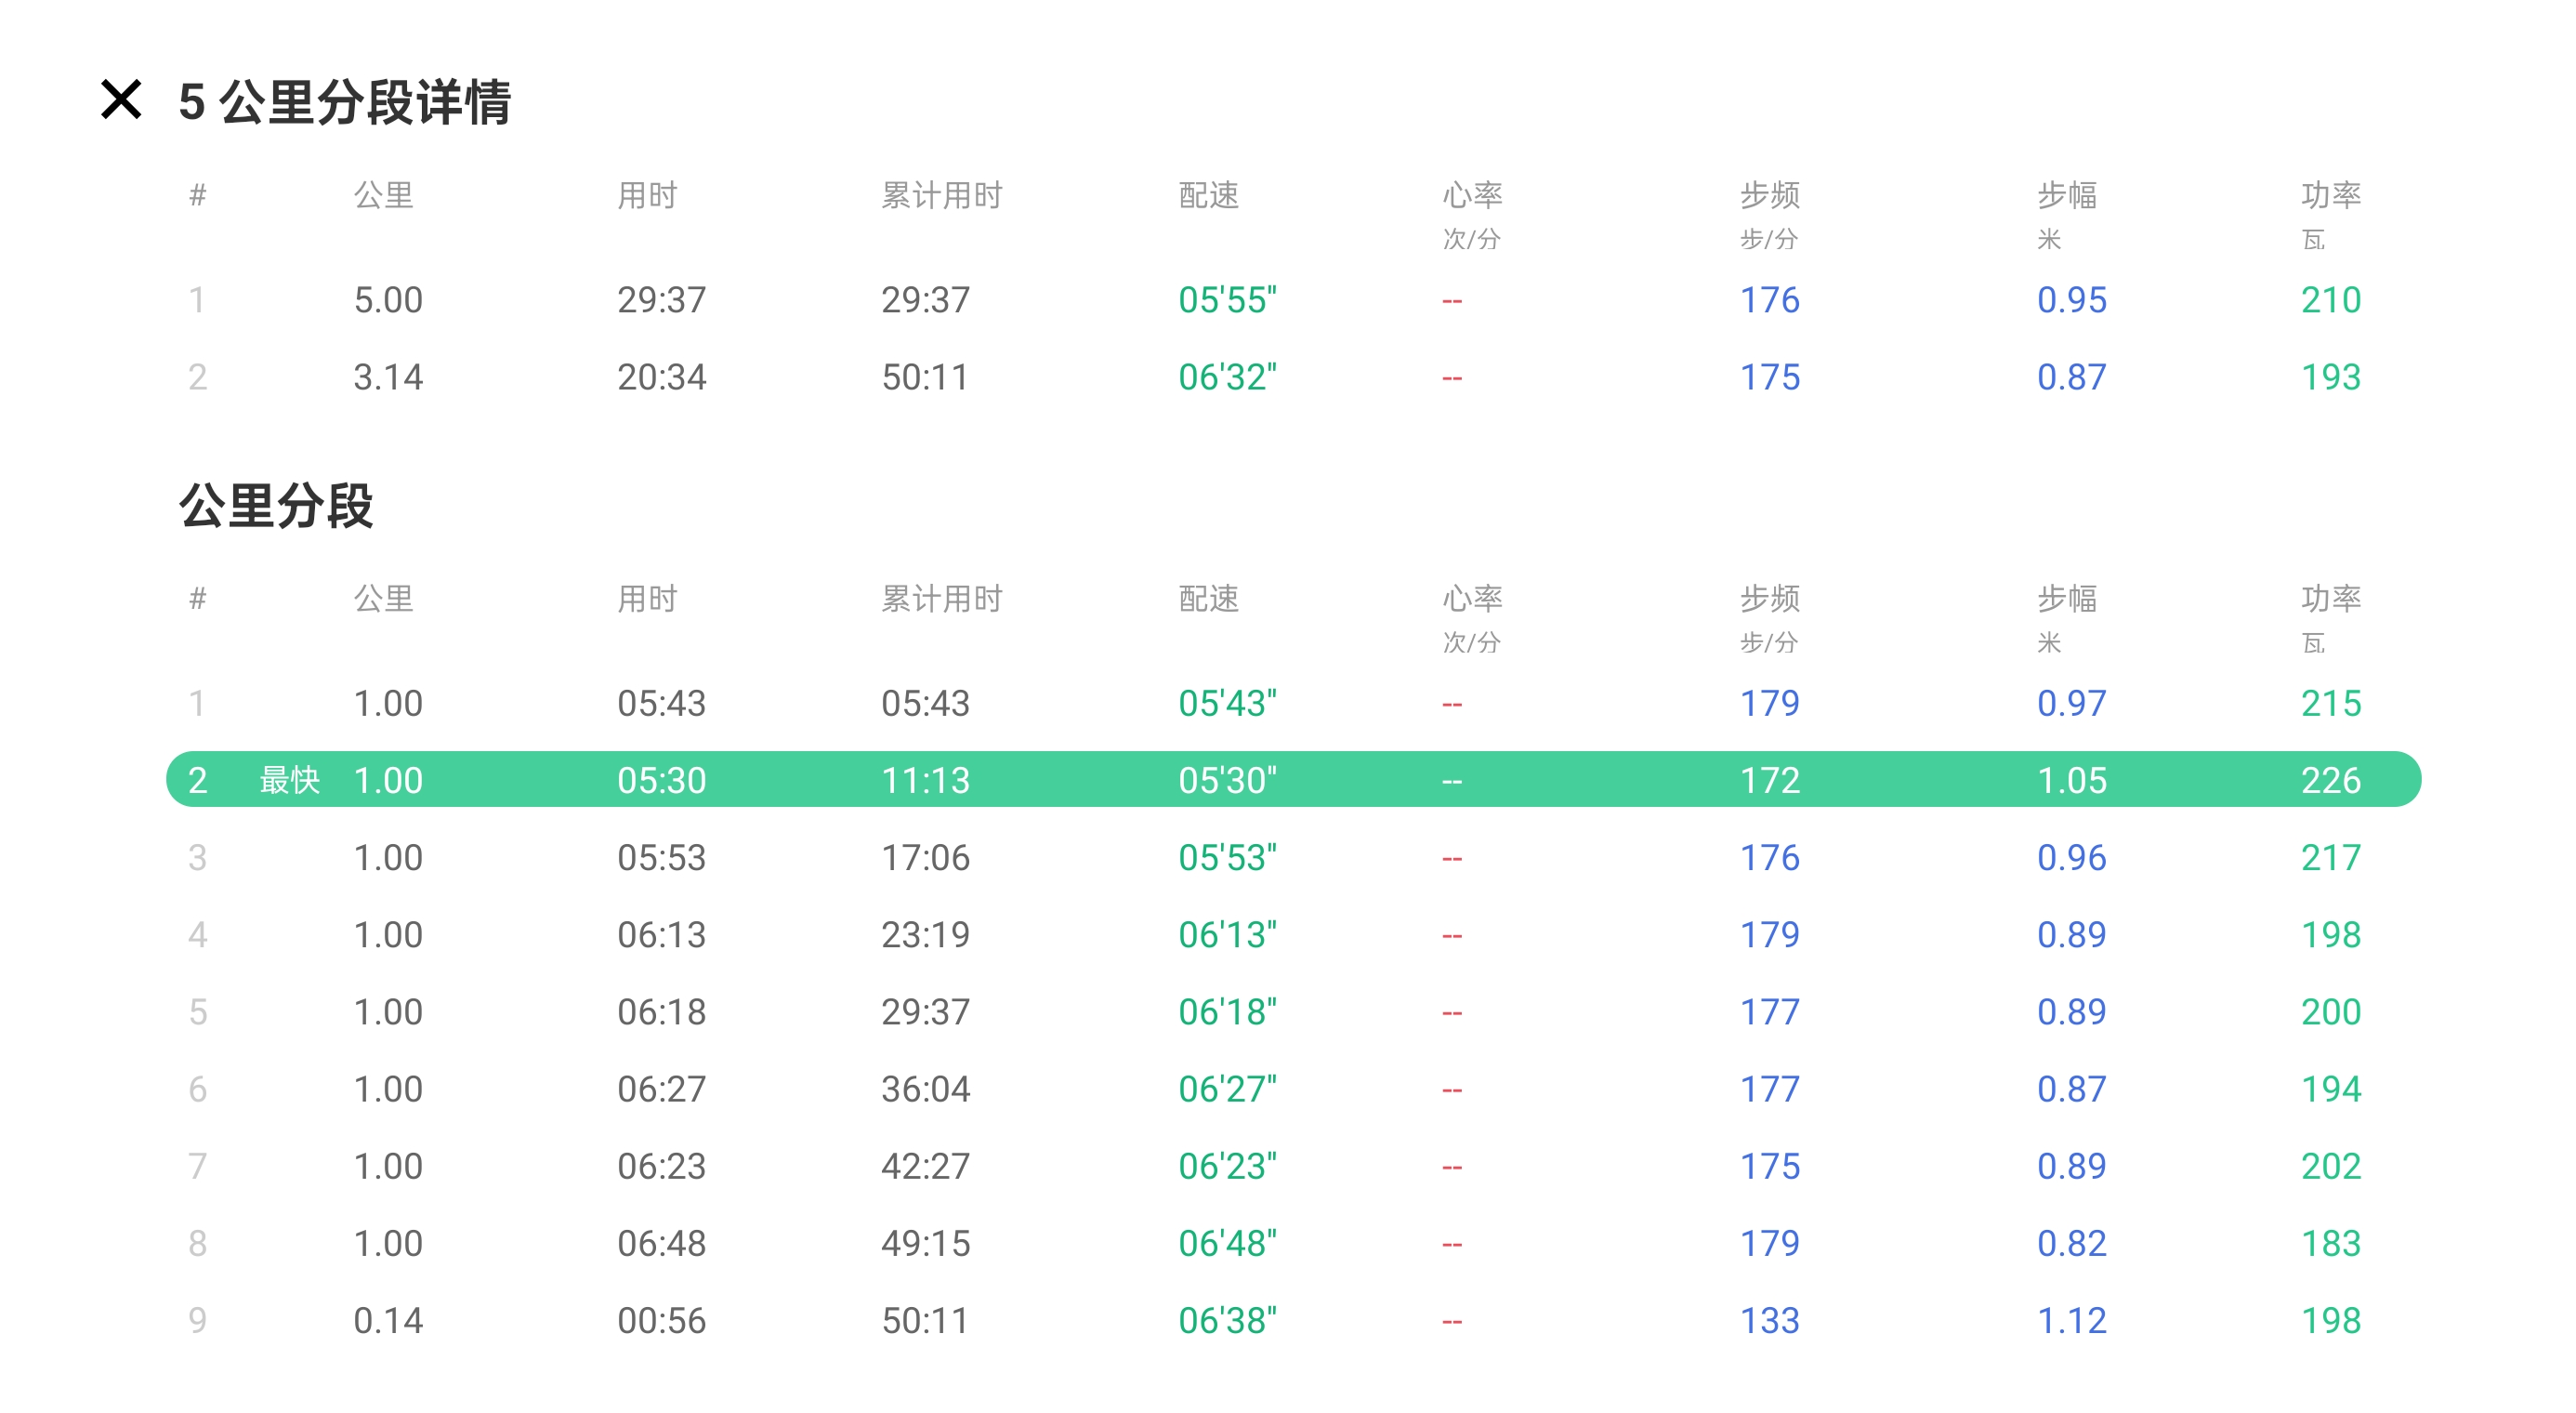 5 公里分段详情
# 公里 用时 累计用时 配速 心率 步频 步幅 功率
次/分 步/分 米 瓦
1 5.00 29:37 29:37 05'55" -- 176 0.95 210
2 3.14 20:34 50:11 06'32" -- 175 0.87 193
公里分段
# 公里 用时 累计用时 配速 心率 步频 步幅 功率
次/分 步/分 米 瓦
1 1.00 05:43 05:43 05'43" -- 179 0.97 215
2 最快 1.00 05:30 11:13 05'30" -- 172 1.05 226
3 1.00 05:53 17:06 05'53" -- 176 0.96 217
4 1.00 06:13 23:19 06'13" -- 179 0.89 198
5 1.00 06:18 29:37 06'18" -- 177 0.89 200
6 1.00 06:27 36:04 06'27" -- 177 0.87 194
7 1.00 06:23 42:27 06'23" -- 175 0.89 202
8 1.00 06:48 49:15 06'48" -- 179 0.82 183
9 0.14 00:56 50:11 06'38" -- 133 1.12 198